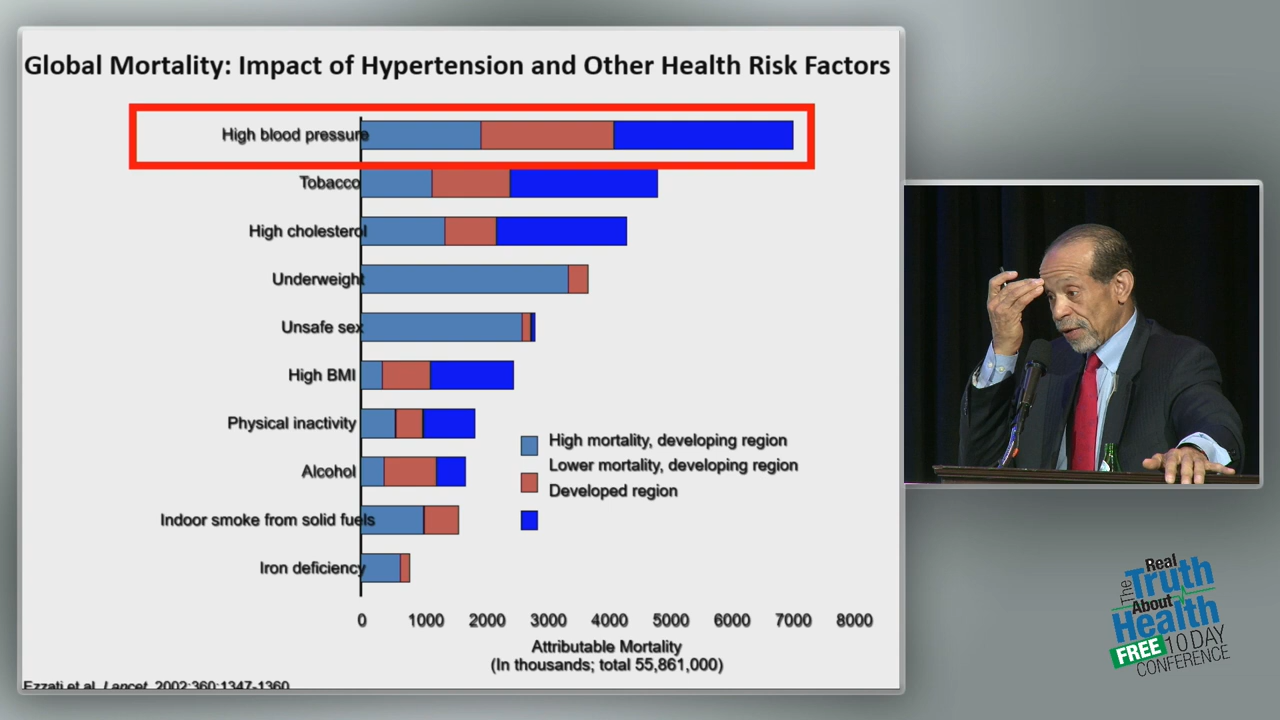 Global Mortality: Impact of Hypertension and Other Health Risk Factors
High blood pressure
Tobacco
High cholesterol
Underweight
Unsafe sex
High BMI
Physical inactivity
Alcohol
Indoor smoke from solid fuels
Iron deficiency
High mortality, developing region
Lower mortality, developing region
Developed region
0 1000 2000 3000 4000 5000 6000 7000 8000
Attributable Mortality
(In thousands; total 55,861,000)
Ezzati et al. Lancet. 2002;360:1347-1360
The Real
Truth
About
Health
FREE 10 DAY
CONFERENCE